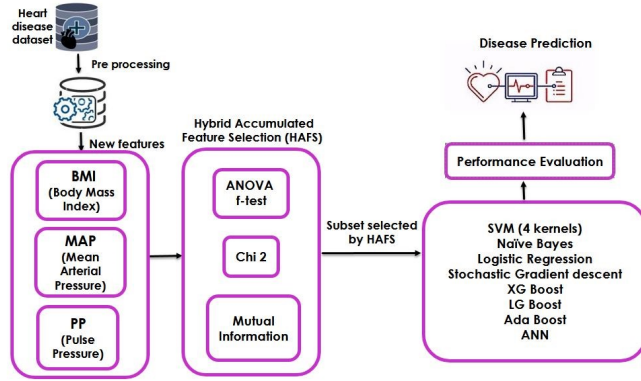 Heart
disease
dataset
Pre processing
New features
BMI
(Body Mass
Index)
MAP
(Mean
Arterial
Pressure)
PP
(Pulse
Pressure)
Hybrid Accumulated
Feature Selection (HAFS)
ANOVA
f-test
Chi 2
Mutual
Information
Subset selected
by HAFS
Disease Prediction
Performance Evaluation
SVM (4 kernels)
Naïve Bayes
Logistic Regression
Stochastic Gradient descent
XG Boost
LG Boost
Ada Boost
ANN